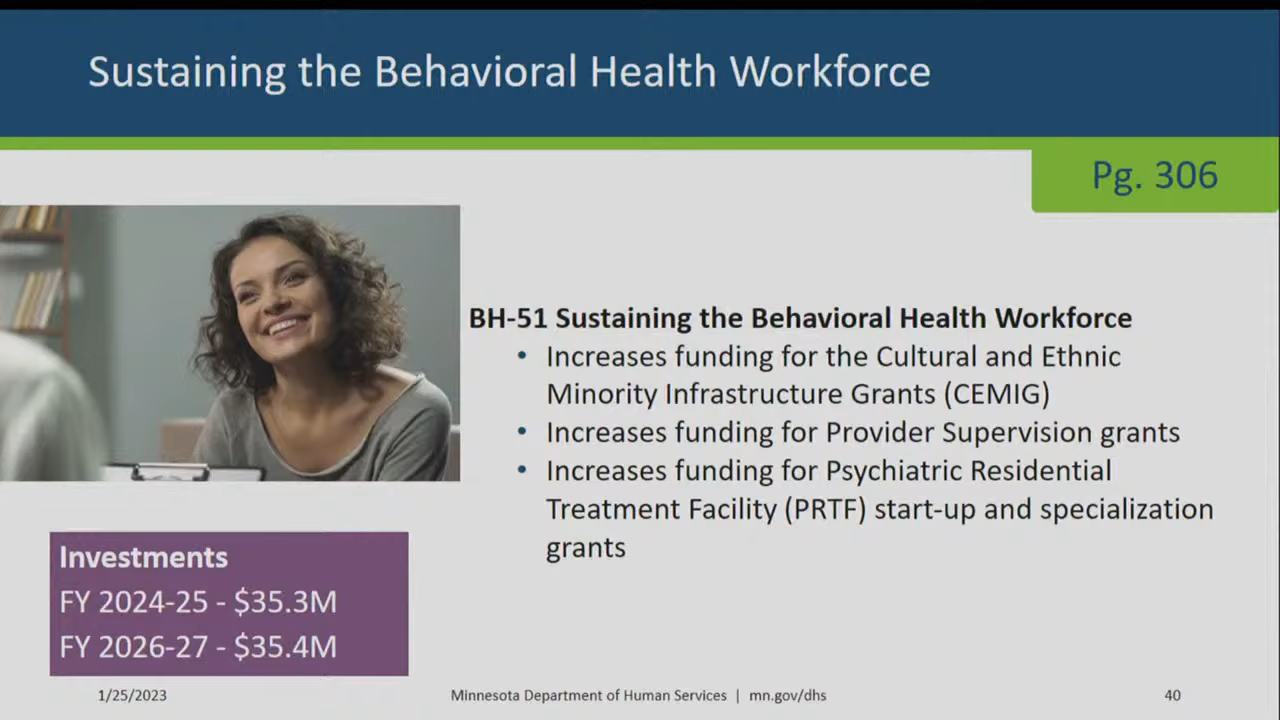 Sustaining the Behavioral Health Workforce
Pg. 306
BH-51 Sustaining the Behavioral Health Workforce
• Increases funding for the Cultural and Ethnic
Minority Infrastructure Grants (CEMIG)
• Increases funding for Provider Supervision grants
• Increases funding for Psychiatric Residential
Treatment Facility (PRTF) start-up and specialization
grants
Investments
FY 2024-25 - $35.3M
FY 2026-27 - $35.4M
1/25/2023
Minnesota Department of Human Services | mn.gov/dhs
40